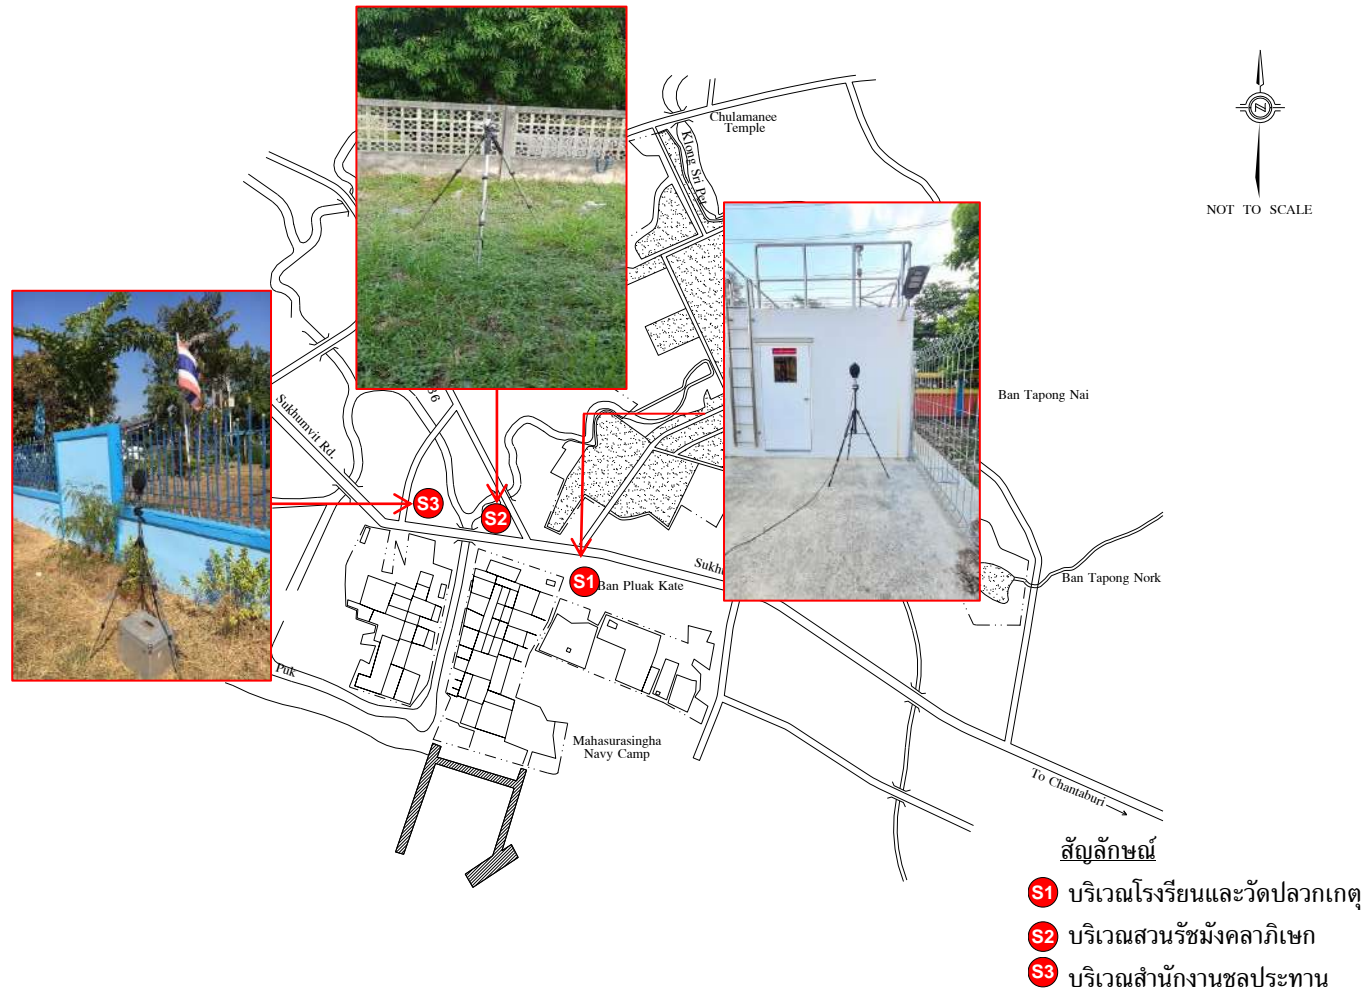 Chulamanee
Temple
Klong Sri Per
NOT TO SCALE
36
Sukhumvit Rd.
Ban Tapong Nai
S3
S2
S1
Ban Pluak Kate
Ban Tapong Nork
Puk
Mahasurasingha
Navy Camp
To Chantaburi
สัญลักษณ์
S1 บริเวณโรงเรียนและวัดปลวกเกตุ
S2 บริเวณสวนรัชมังคลาภิเษก
S3 บริเวณสำนักงานชลประทาน